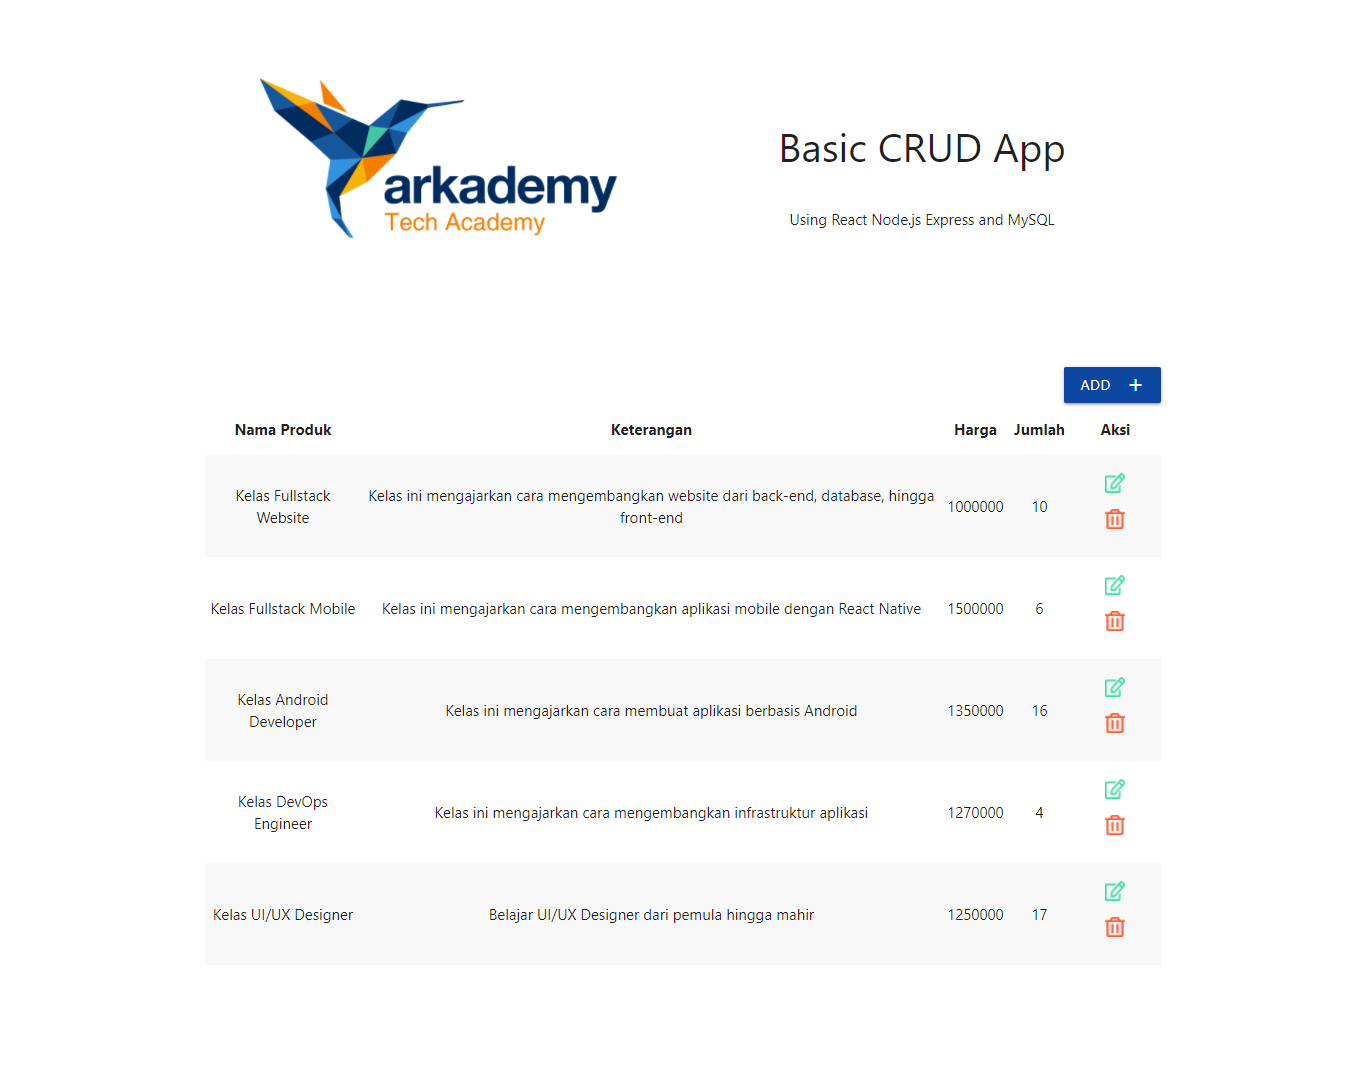 arkademy
Tech Academy
Basic CRUD App
Using React Node.js Express and MySQL
ADD +
Nama Produk Keterangan Harga Jumlah Aksi
Kelas Fullstack
Website
Kelas ini mengajarkan cara mengembangkan website dari back-end, database, hingga
front-end
1000000 10
Kelas Fullstack Mobile Kelas ini mengajarkan cara mengembangkan aplikasi mobile dengan React Native 1500000 6
Kelas Android
Developer
Kelas ini mengajarkan cara membuat aplikasi berbasis Android 1350000 16
Kelas DevOps
Engineer
Kelas ini mengajarkan cara mengembangkan infrastruktur aplikasi 1270000 4
Kelas UI/UX Designer Belajar UI/UX Designer dari pemula hingga mahir 1250000 17